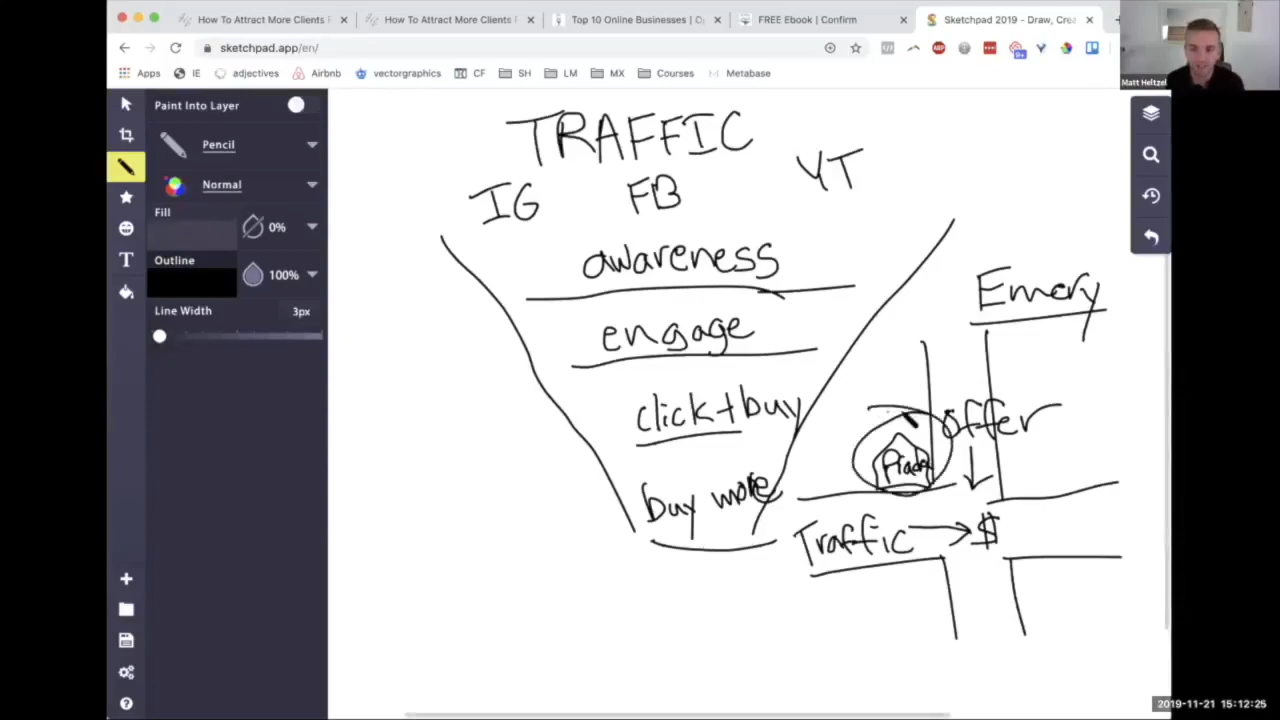 How To Attract More Clients F
How To Attract More Clients F
Top 10 Online Businesses | Op
FREE Ebook | Confirm
Sketchpad 2019 - Draw, Crea
sketchpad.app/en/
9+
Apps
IE
adjectives
Airbnb
vectorgraphics
CF
SH
LM
MX
Courses
Metabase
Matt Heltzel
Paint Into Layer
Pencil
Normal
Fill
0%
Outline
100%
Line Width
3px
TRAFFIC
IG FB YT
awareness
engage
click+buy
buy more
Emery
offer
Traffic → $
2019-11-21 15:12:25